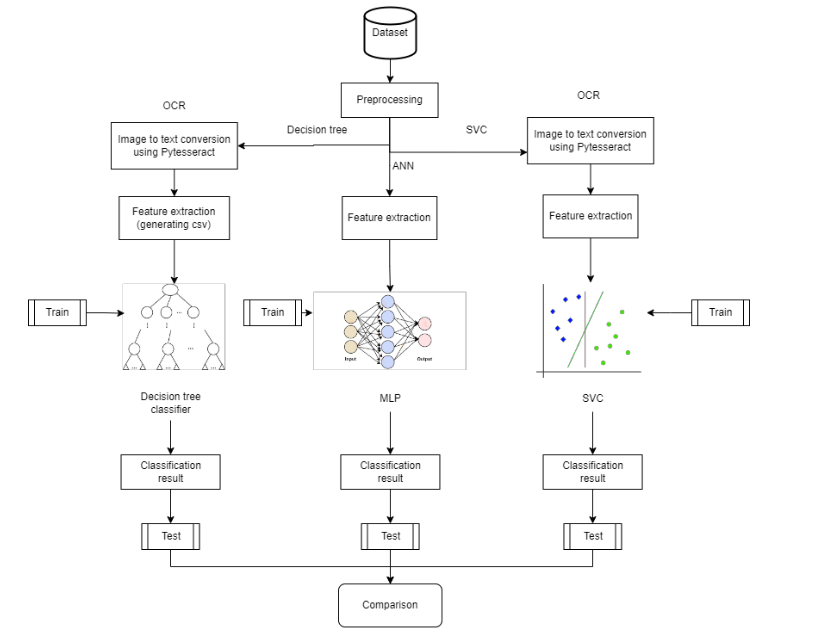 Dataset
Preprocessing
OCR
OCR
Decision tree
SVC
Image to text conversion
using Pytesseract
Image to text conversion
using Pytesseract
ANN
Feature extraction
(generating csv)
Feature extraction
Feature extraction
Train
Train
Train
...
...
...
...
...
Input
Output
Decision tree
classifier
MLP
SVC
Classification
result
Classification
result
Classification
result
Test
Test
Test
Comparison